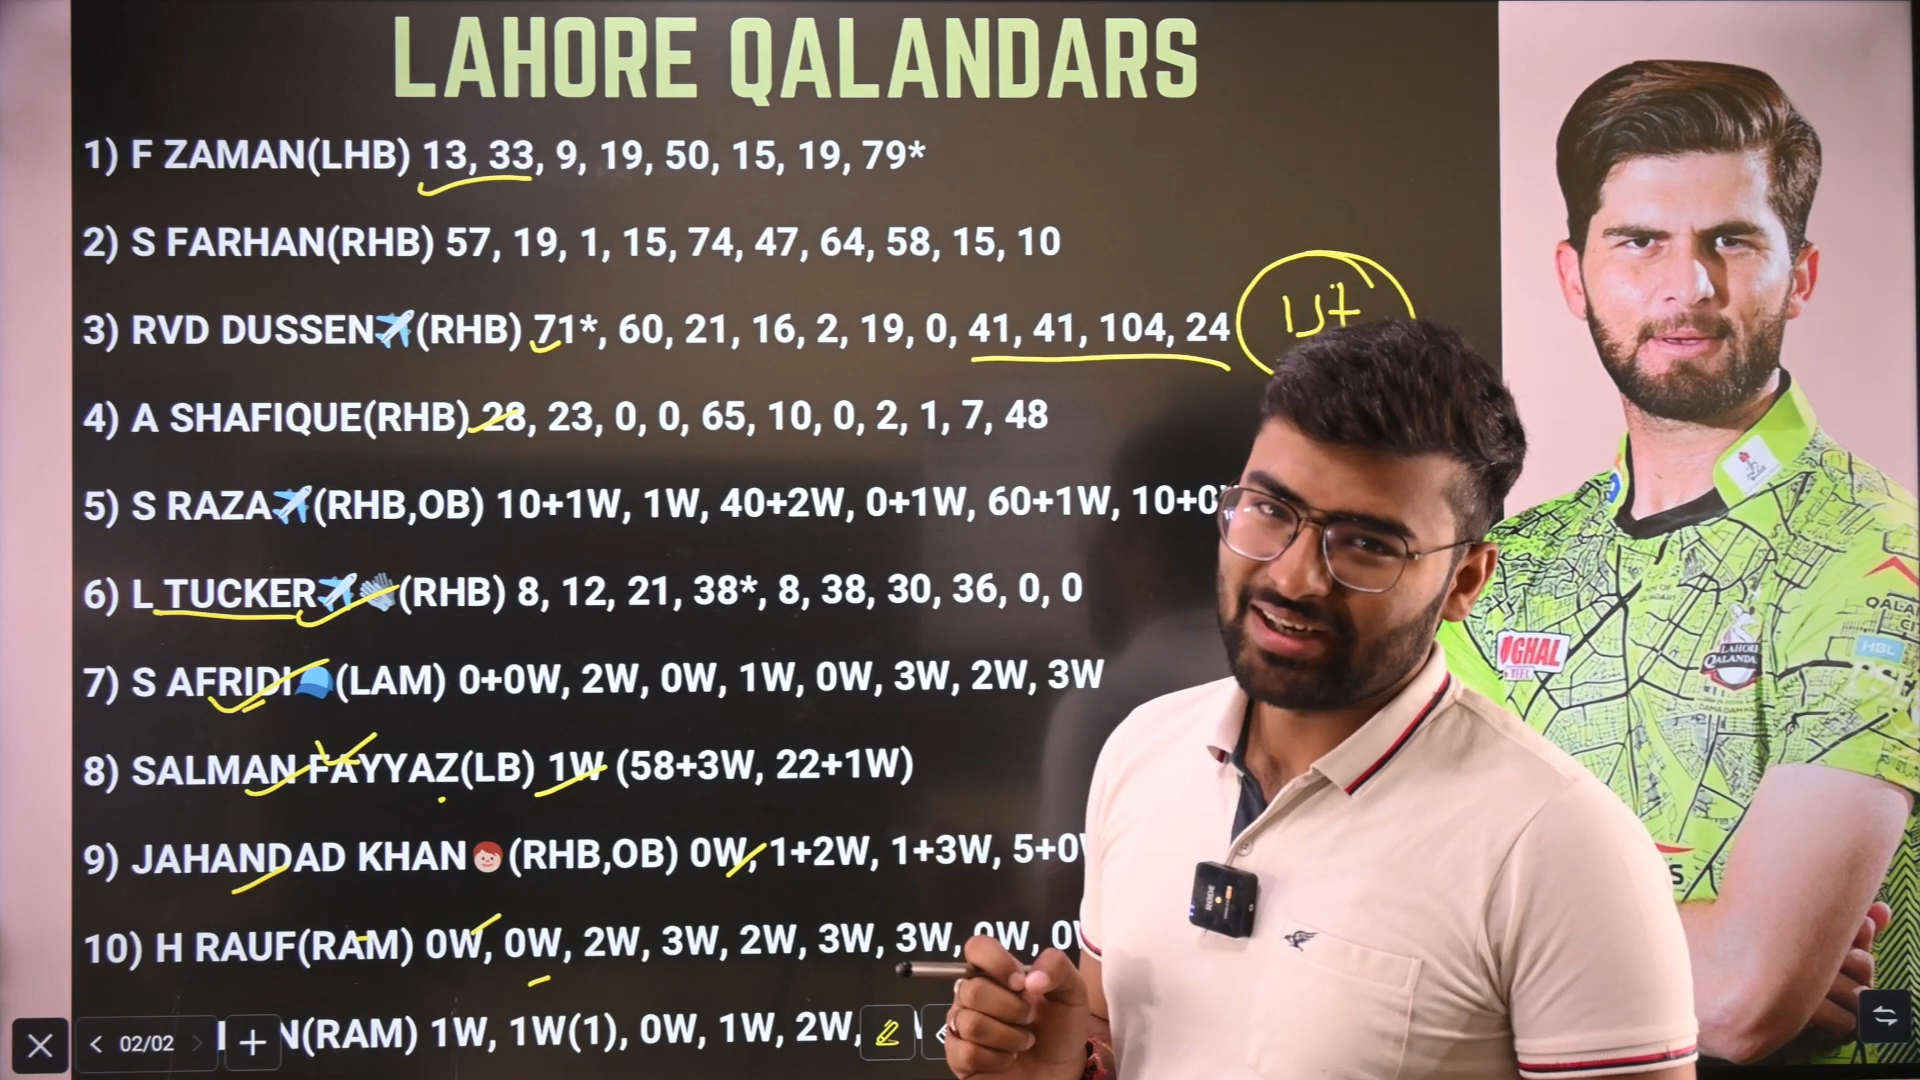 LAHORE QALANDARS
1) F ZAMAN(LHB) 13, 33, 9, 19, 50, 15, 19, 79*
2) S FARHAN(RHB) 57, 19, 1, 15, 74, 47, 64, 58, 15, 10
3) RVD DUSSEN✈️(RHB) 71*, 60, 21, 16, 2, 19, 0, 41, 41, 104, 24
4) A SHAFIQUE(RHB) 28, 23, 0, 0, 65, 10, 0, 2, 1, 7, 48
5) S RAZA✈️(RHB,OB) 10+1W, 1W, 40+2W, 0+1W, 60+1W, 10+0
6) L TUCKER✈️🧤(RHB) 8, 12, 21, 38*, 8, 38, 30, 36, 0, 0
7) S AFRIDI🧢(LAM) 0+0W, 2W, 0W, 1W, 0W, 3W, 2W, 3W
8) SALMAN FAYYAZ(LB) 1W (58+3W, 22+1W)
9) JAHANDAD KHAN👦(RHB,OB) 0W, 1+2W, 1+3W, 5+0
10) H RAUF(RAM) 0W, 0W, 2W, 3W, 2W, 3W, 3W, 0W, 0
N(RAM) 1W, 1W(1), 0W, 1W, 2W,
02/02
GHAL
LAHORE
QALANDA
HBL
RODE